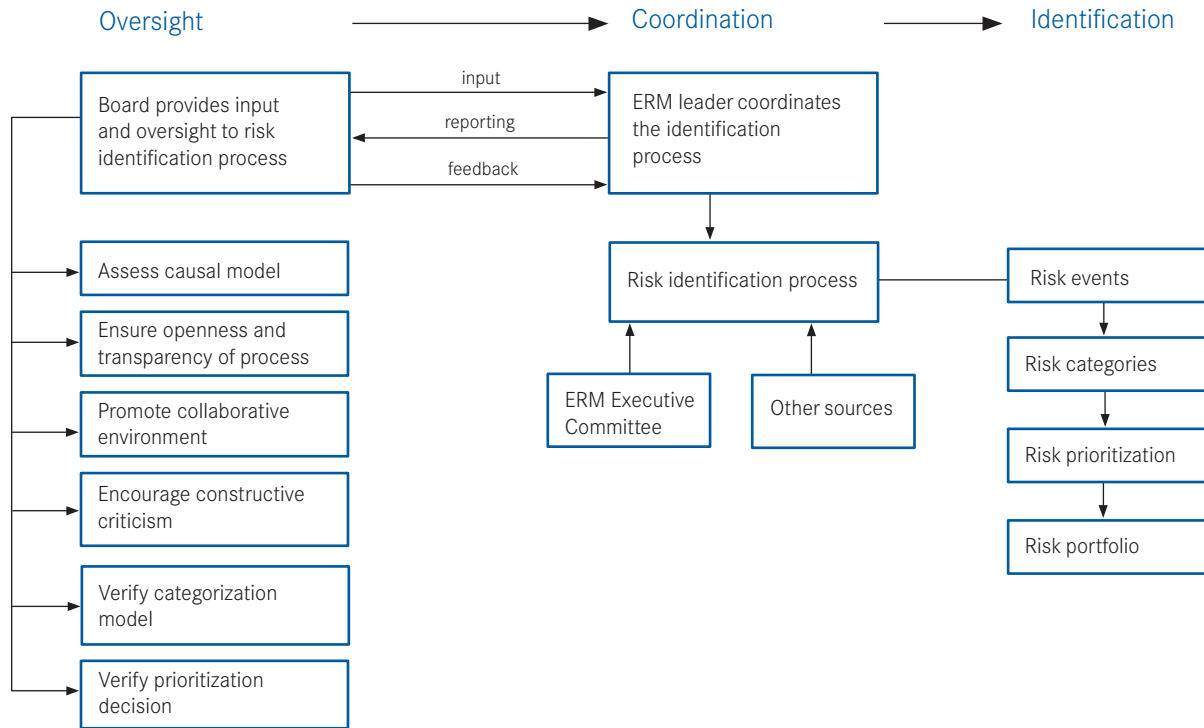 Oversight
Coordination
Identification
Board provides input
and oversight to risk
identification process
input
reporting
feedback
ERM leader coordinates
the identification
process
Assess causal model
Ensure openness and
transparency of process
Promote collaborative
environment
Encourage constructive
criticism
Verify categorization
model
Verify prioritization
decision
Risk identification process
ERM Executive
Committee
Other sources
Risk events
Risk categories
Risk prioritization
Risk portfolio